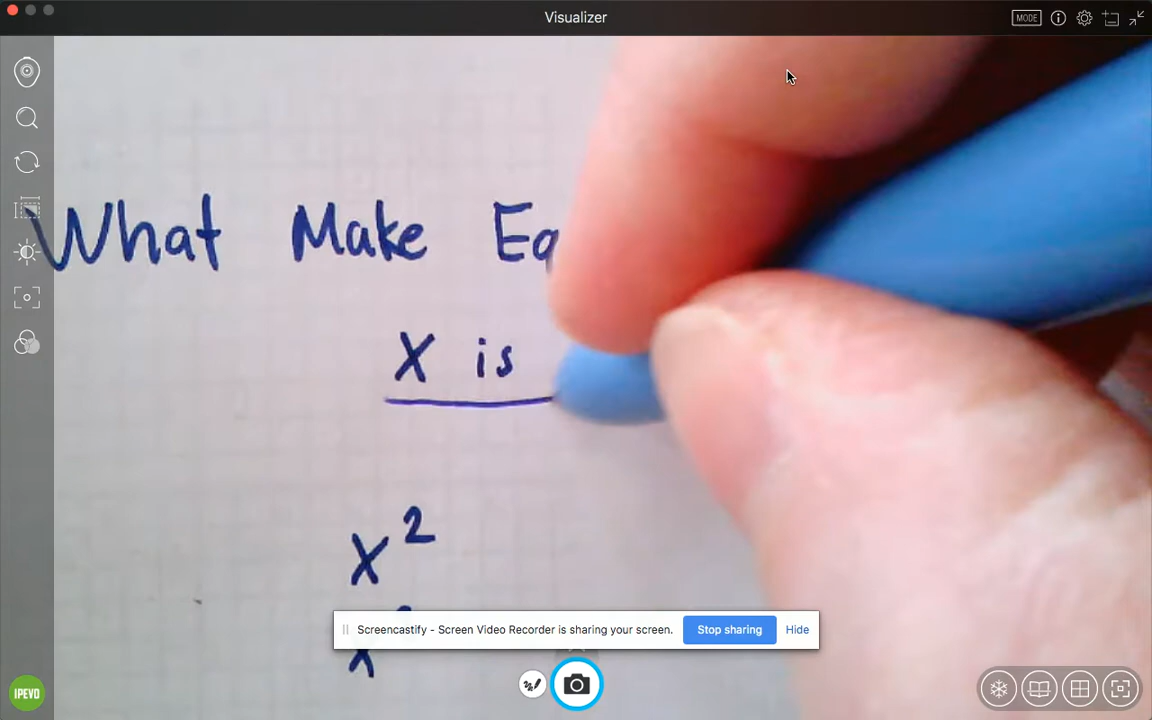 Visualizer
MODE
What Make Eq
X is
x²
x
Screencastify - Screen Video Recorder is sharing your screen.
Stop sharing
Hide
IPEVO